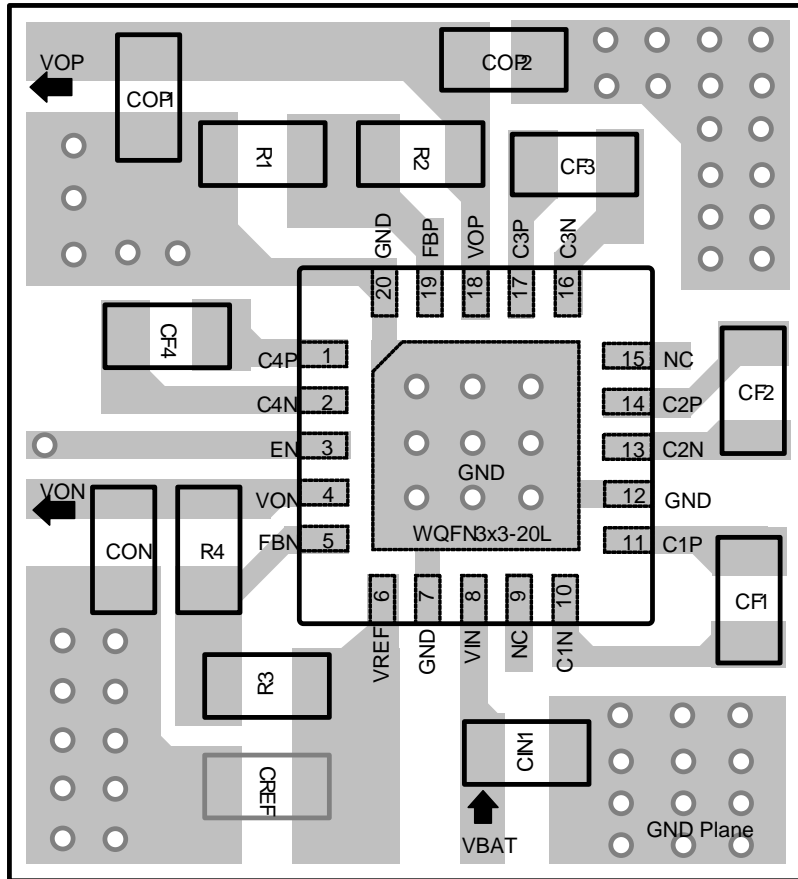 VOP
COP1
COP2
R1
R2
CF3
GND
FBP
VOP
C3P
C3N
20
19
18
17
16
CF4
C4P
1
15
NC
C4N
2
14
C2P
CF2
EN
3
13
C2N
GND
VON
VON
4
12
GND
CON
R4
FBN
5
WQFN3x3-20L
11
C1P
CF1
6
7
8
9
10
VREF
GND
VIN
NC
C1N
R3
CREF
CIN1
VBAT
GND Plane